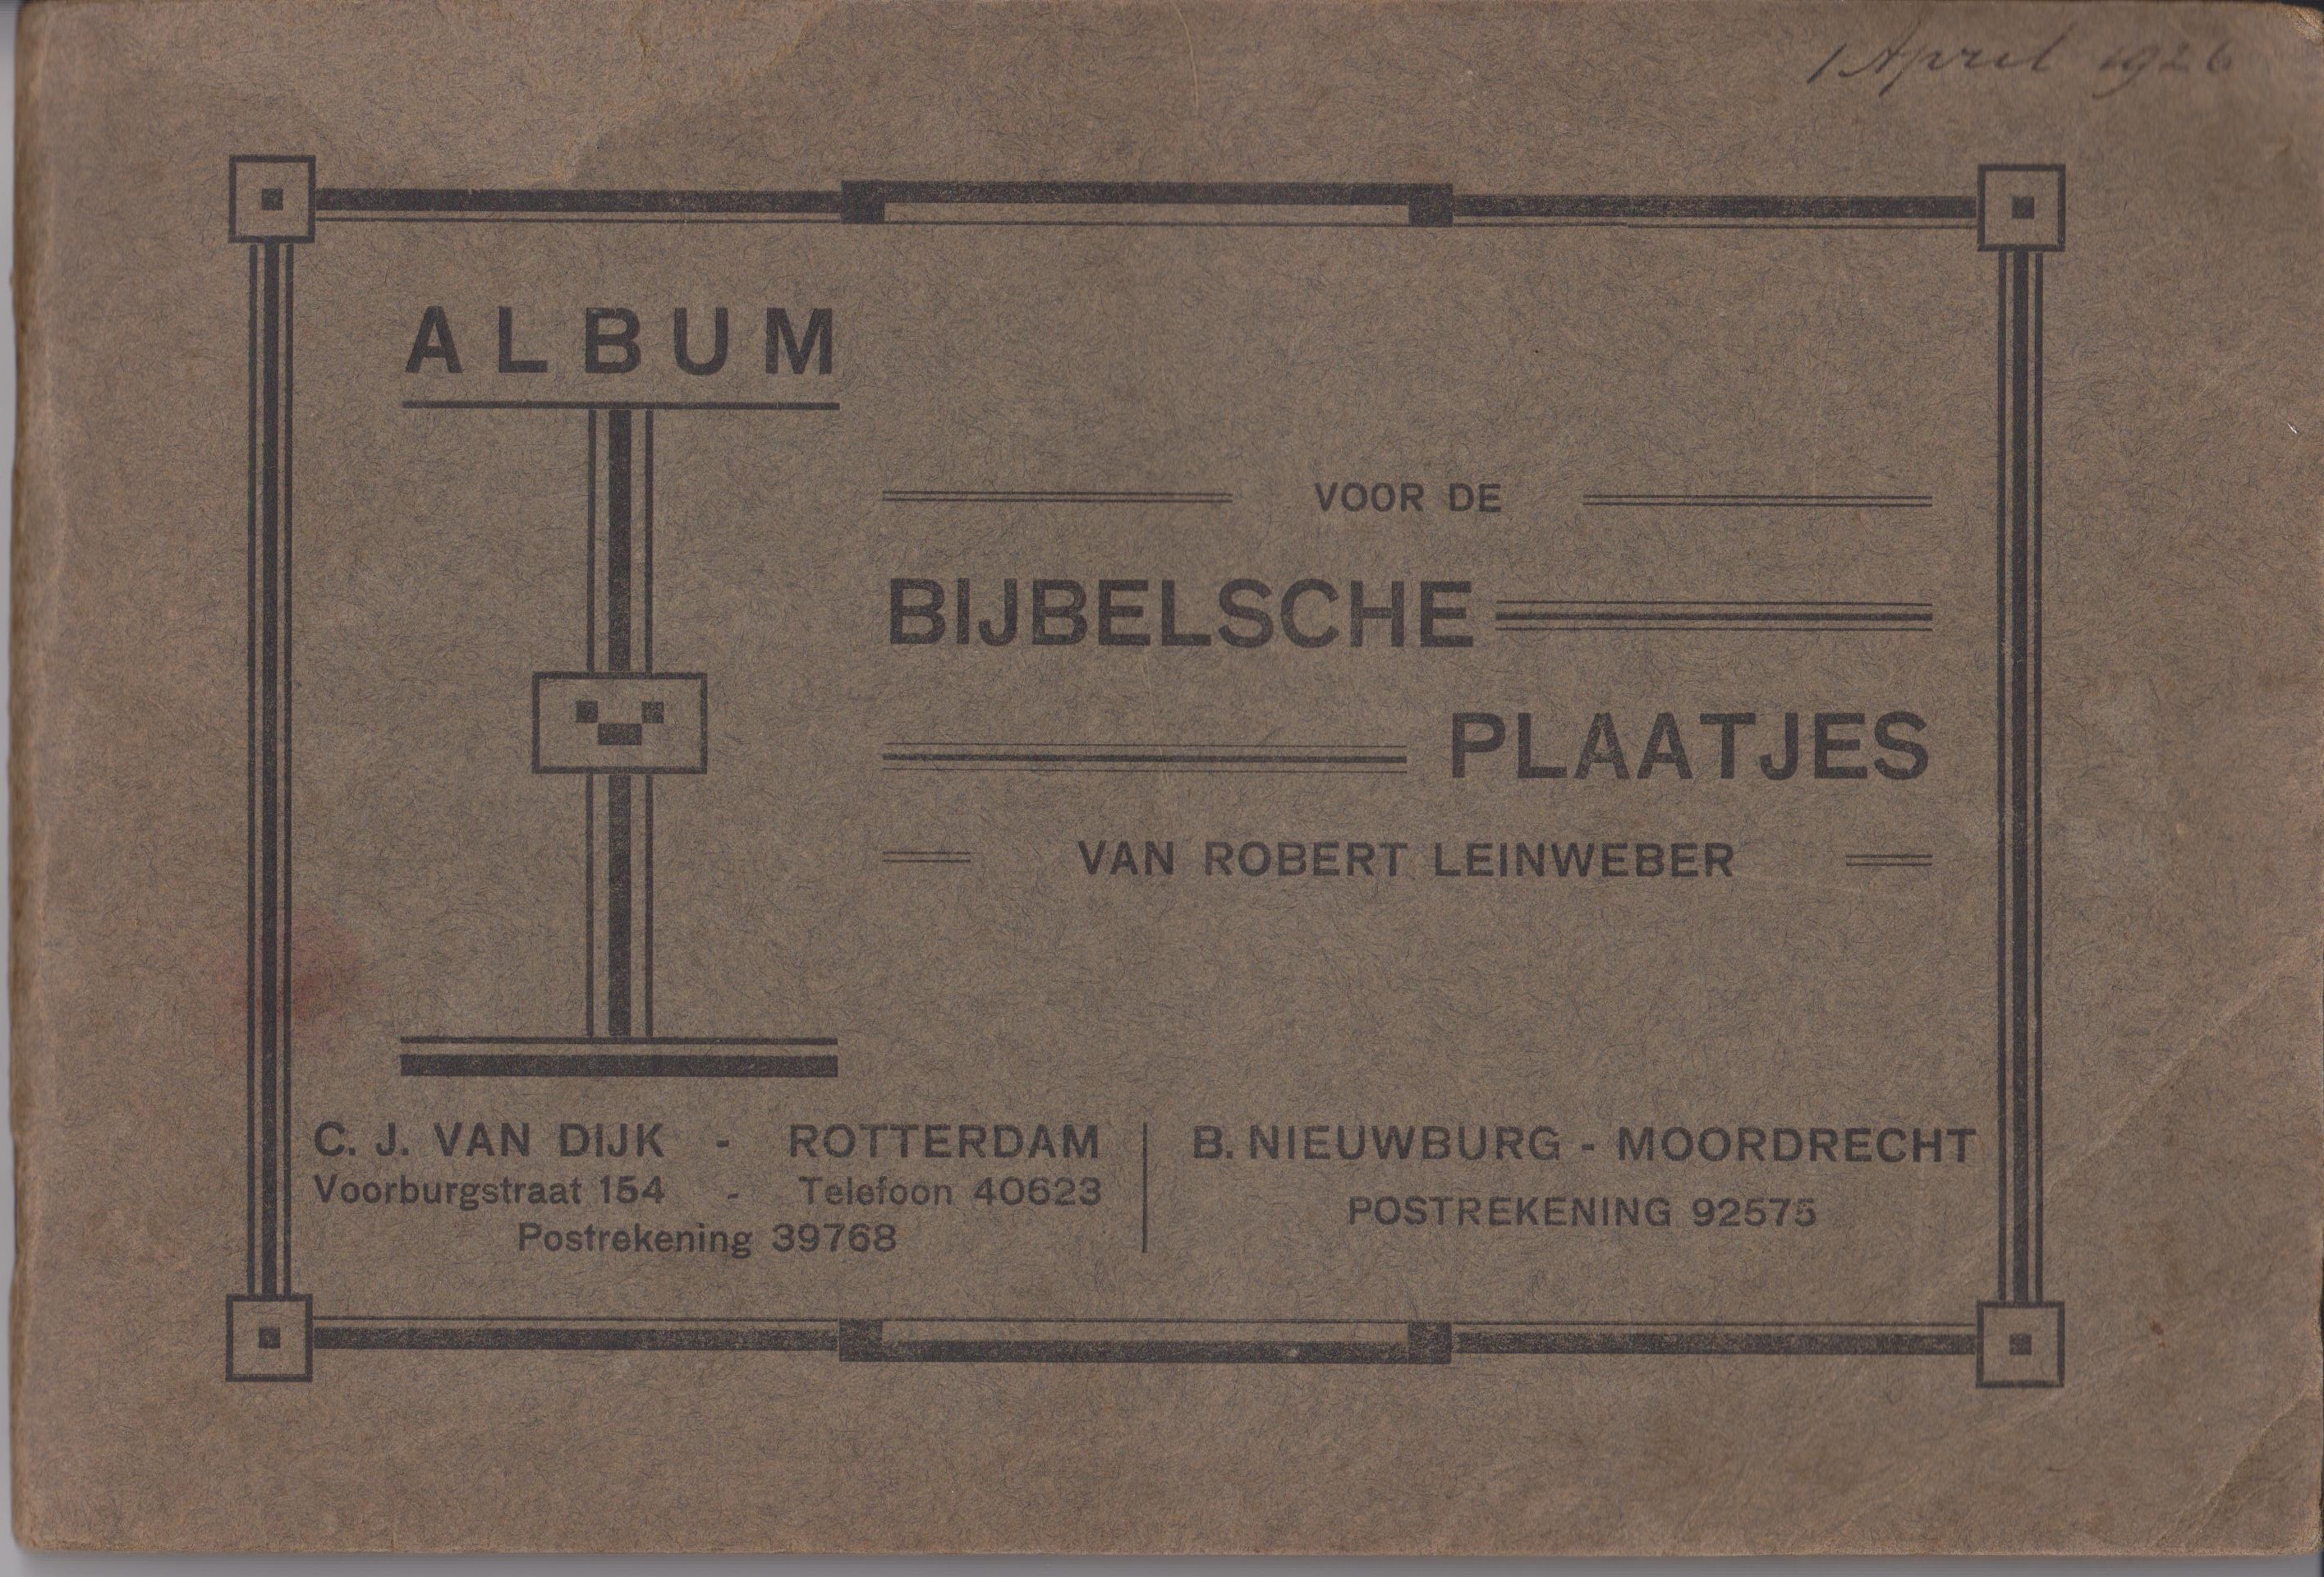 1 April 1926
ALBUM
VOOR DE
BIJBELSCHE
PLAATJES
VAN ROBERT LEINWEBER
C. J. VAN DIJK - ROTTERDAM
Voorburgstraat 154 - Telefoon 40623
Postrekening 39768
B. NIEUWBURG - MOORDRECHT
POSTREKENING 92575